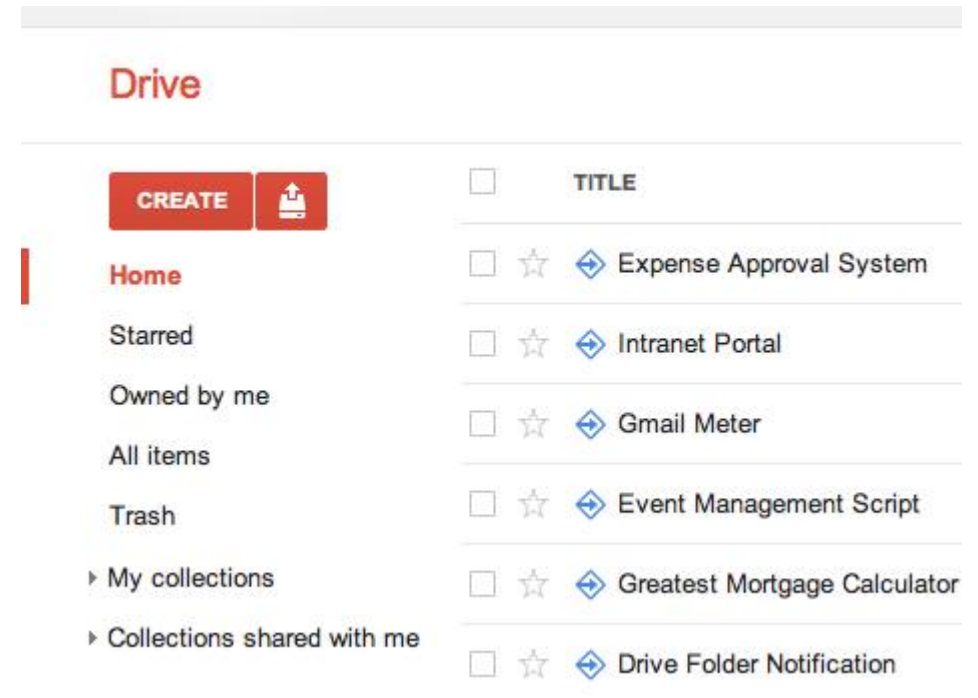 Drive
CREATE
Home
Starred
Owned by me
All items
Trash
My collections
Collections shared with me
TITLE
Expense Approval System
Intranet Portal
Gmail Meter
Event Management Script
Greatest Mortgage Calculator
Drive Folder Notification